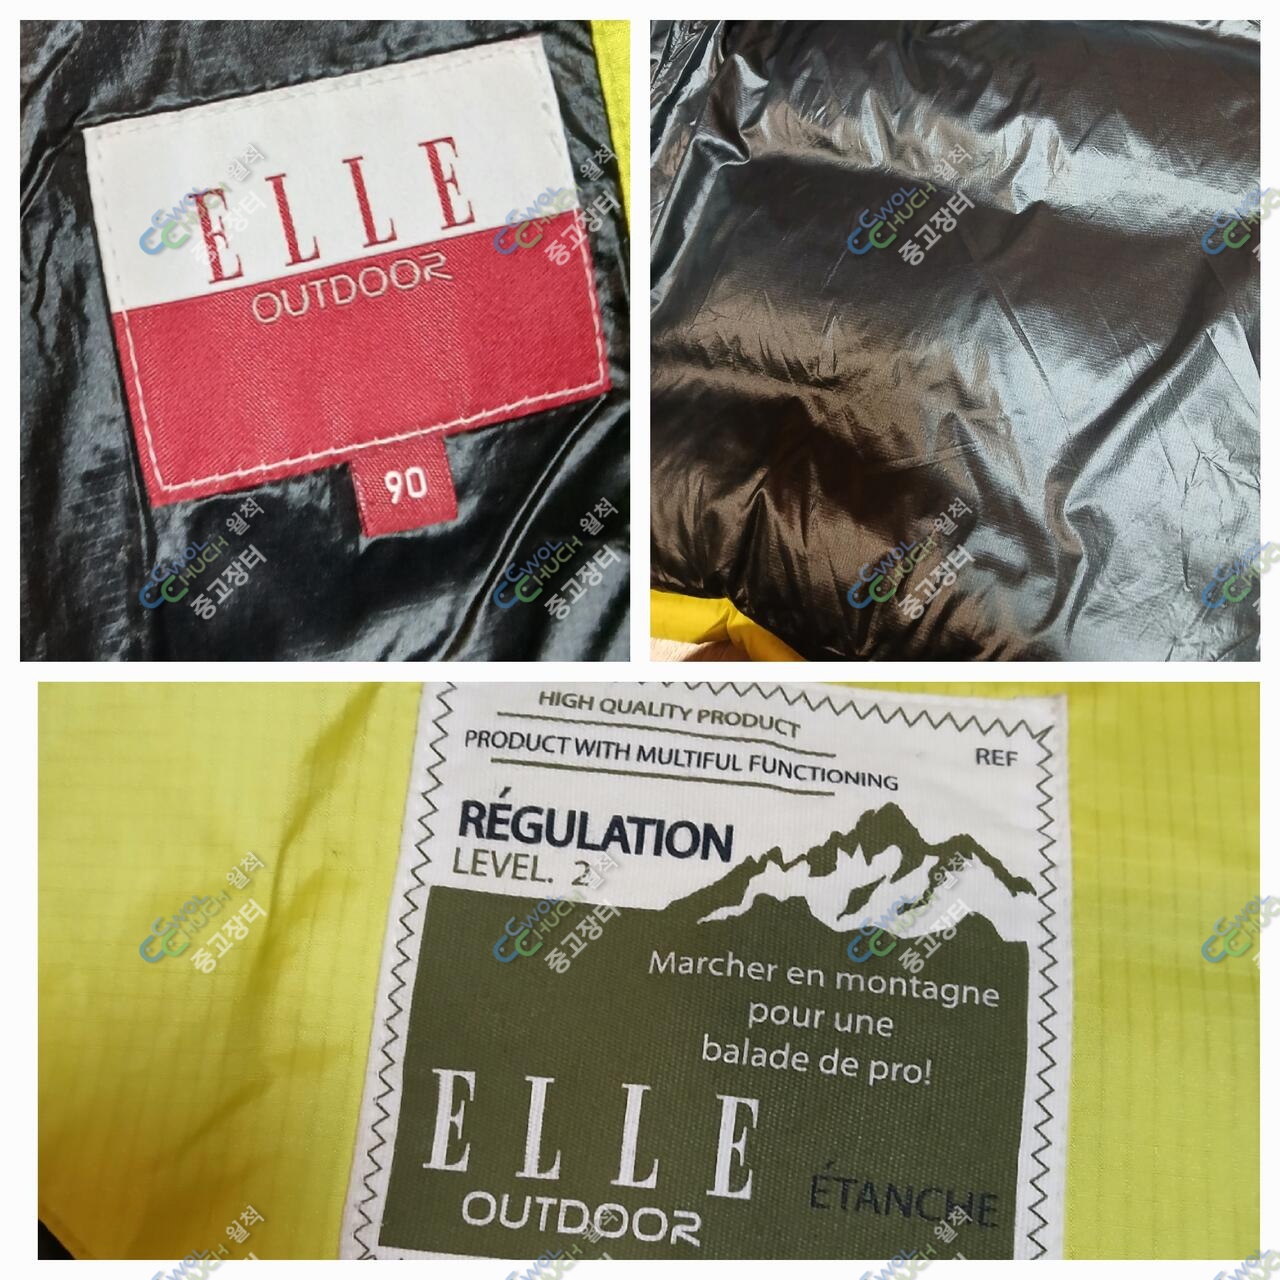 ELLE
OUTDOOR
90
HIGH QUALITY PRODUCT
PRODUCT WITH MULTIFUL FUNCTIONING
REF
RÉGULATION
LEVEL. 2
Marcher en montagne
pour une
balade de pro!
ELLE
OUTDOOR
ÉTANCHE
CWOL
CHUCH 월척
중고장터